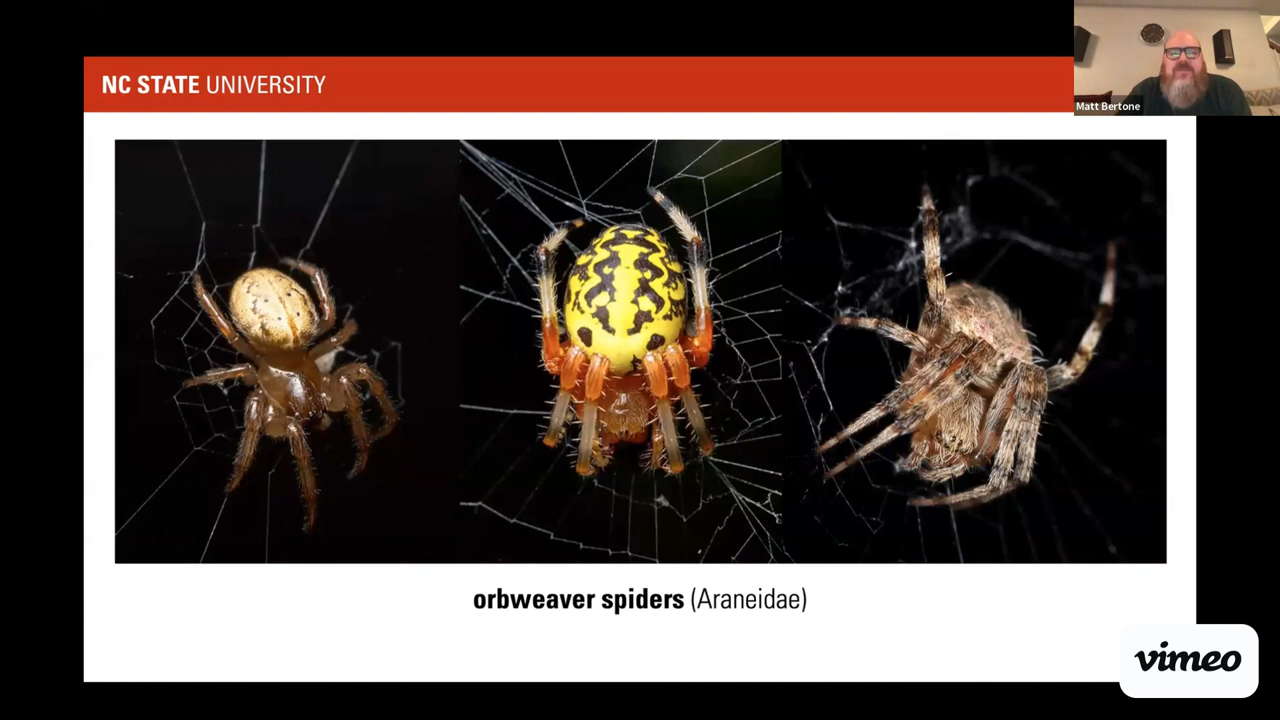 NC STATE UNIVERSITY
Matt Bertone
orbweaver spiders (Araneidae)
vimeo